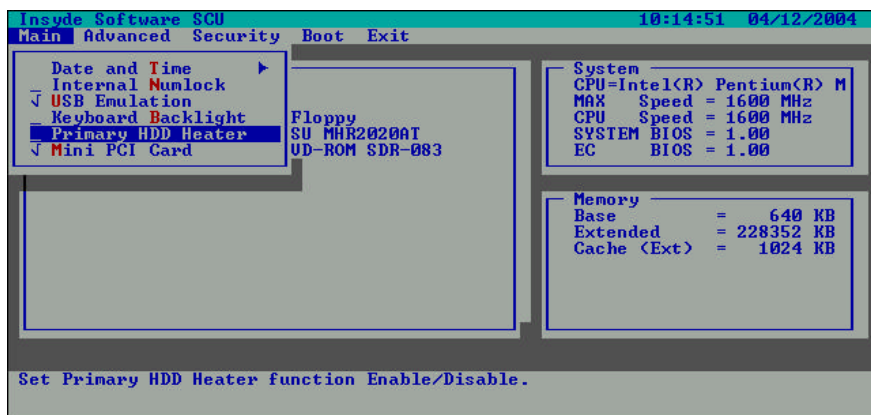 Insyde Software SCU 10:14:51 04/12/2004
Main Advanced Security Boot Exit
Date and Time
_ Internal Numlock
√ USB Emulation
_ Keyboard Backlight
_ Primary HDD Heater
√ Mini PCI Card
Floppy
SU MHR2020AT
VD-ROM SDR-083
System
CPU=Intel(R) Pentium(R) M
MAX Speed = 1600 MHz
CPU Speed = 1600 MHz
SYSTEM BIOS = 1.00
EC BIOS = 1.00
Memory
Base = 640 KB
Extended = 228352 KB
Cache (Ext) = 1024 KB
Set Primary HDD Heater function Enable/Disable.